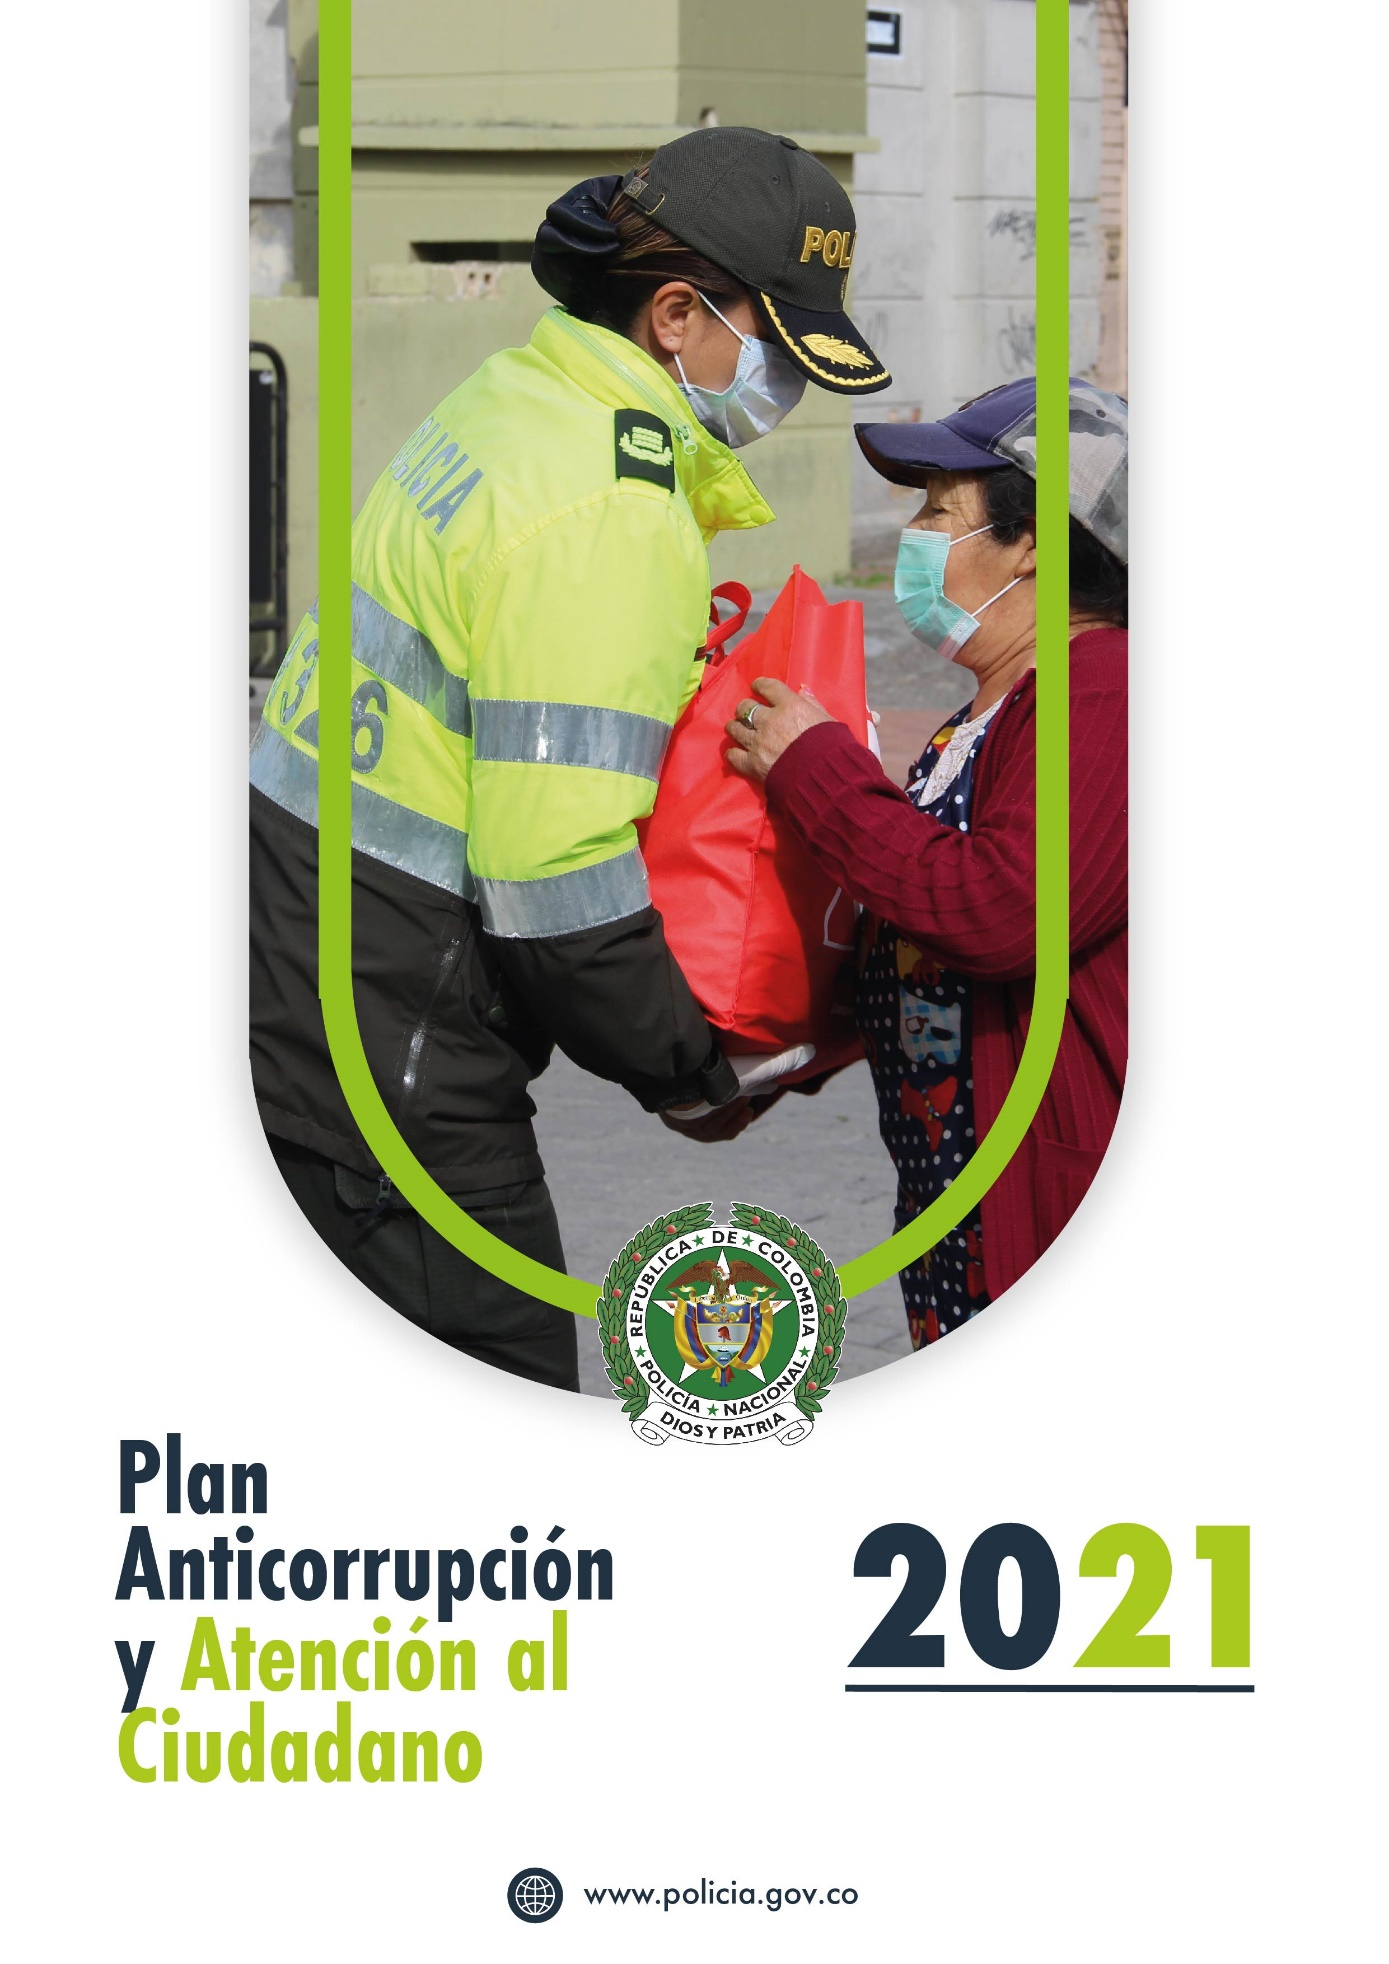 POL
POLICIA
326
REPÚBLICA DE COLOMBIA
POLICÍA NACIONAL
DIOS Y PATRIA
Plan
Anticorrupción
y Atención al
Ciudadano
2021
www.policia.gov.co